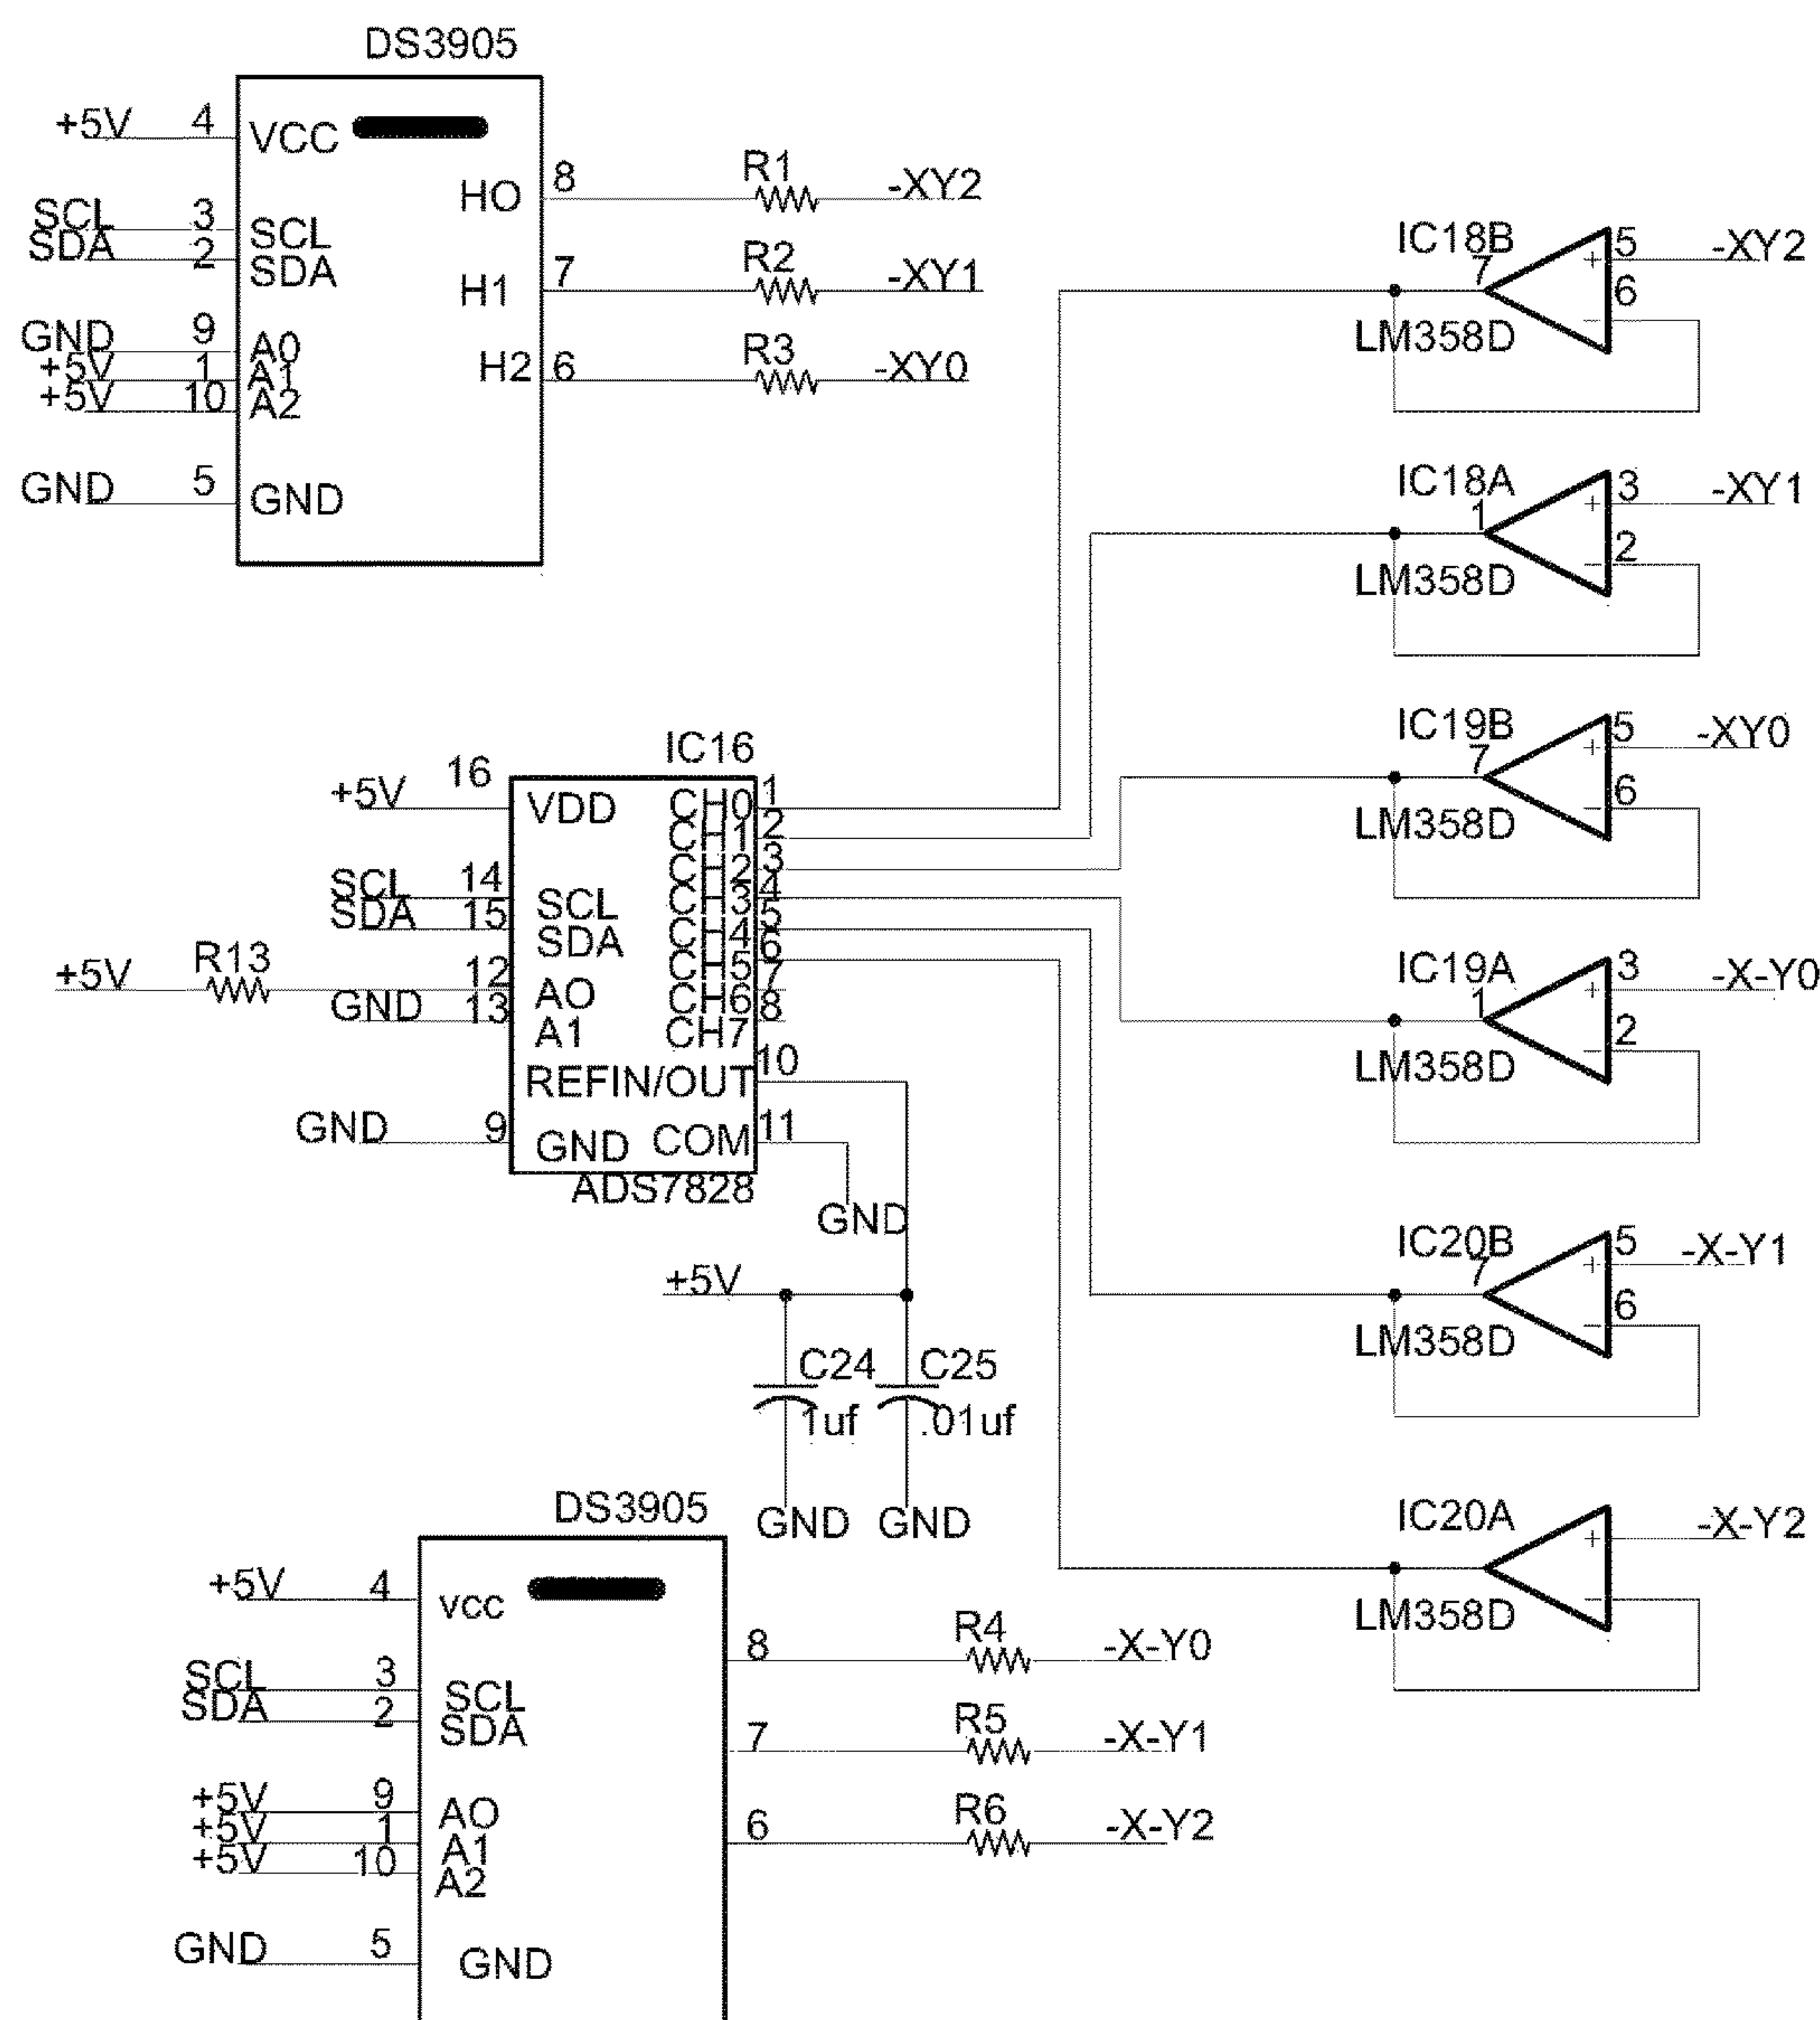 DS3905
+5V 4 VCC
HO 8 R1 -XY2
SCL 3 SCL
SDA 2 SDA
H1 7 R2 -XY1
GND 9 A0
+5V 1 A1
+5V 10 A2
H2 6 R3 -XY0
GND 5 GND
IC18B
7 5 -XY2
6
LM358D
IC18A
1 3 -XY1
2
LM358D
IC19B
7 5 -XY0
6
LM358D
IC16
+5V 16 VDD CH0 1
CH1 2
CH2 3
SCL 14 SCL CH3 4
SDA 15 SDA CH4 5
CH5 6
+5V R13 12 AO CH6 7
GND 13 A1 CH7 8
REFIN/OUT 10
GND 9 GND COM 11
ADS7828
GND
IC19A
1 3 -X-Y0
2
LM358D
+5V
C24 C25
1uf .01uf
GND GND
IC20B
7 5 -X-Y1
6
LM358D
IC20A
-X-Y2
LM358D
DS3905
+5V 4 VCC
8 R4 -X-Y0
SCL 3 SCL
SDA 2 SDA
7 R5 -X-Y1
+5V 9 AO
+5V 1 A1
+5V 10 A2
6 R6 -X-Y2
GND 5 GND